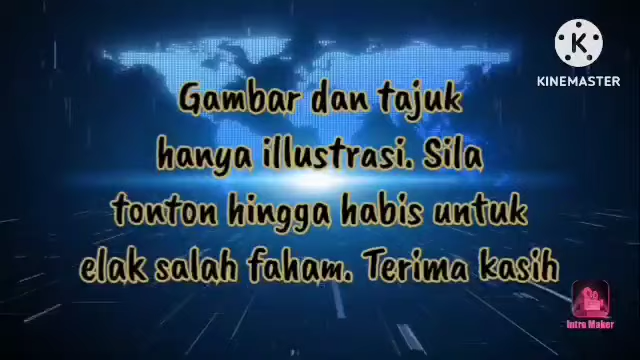 KINEMASTER
Gambar dan tajuk
hanya illustrasi. Sila
tonton hingga habis untuk
elak salah faham. Terima kasih
Intro Maker